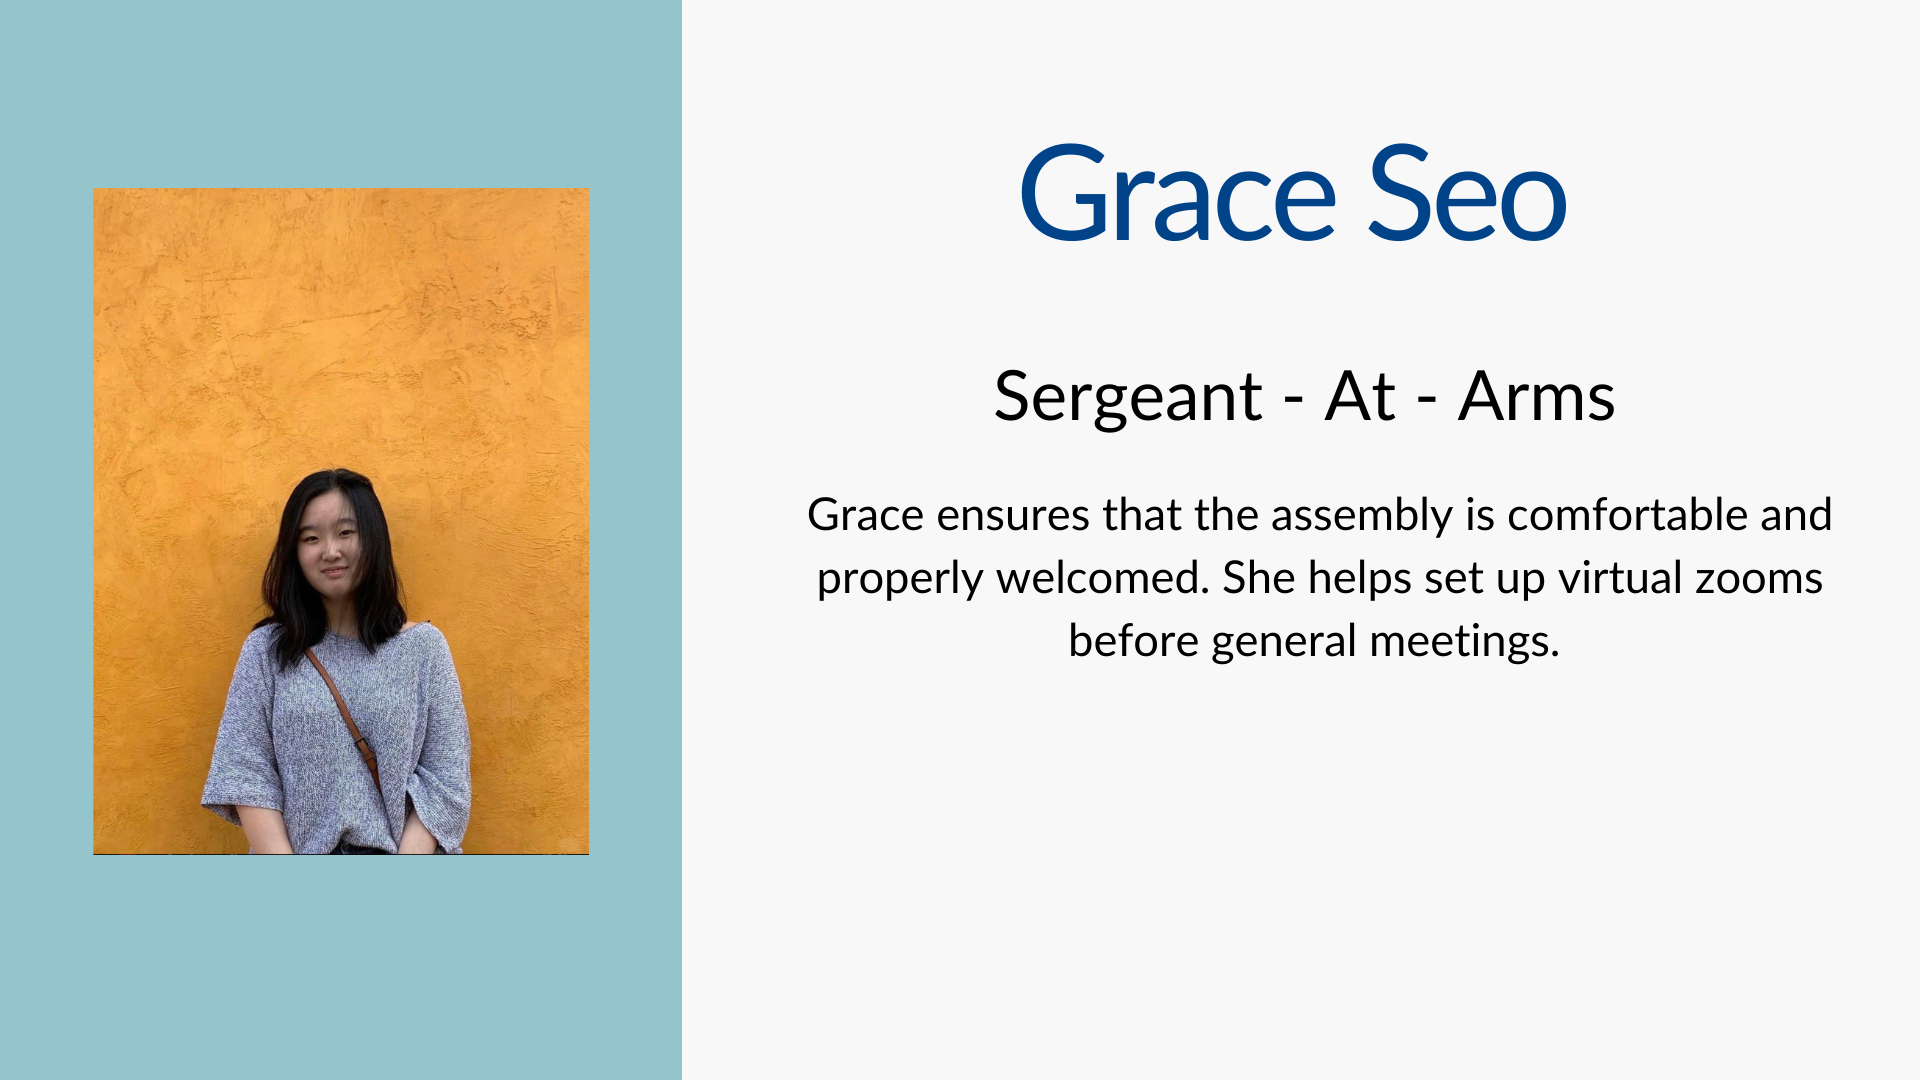 Grace Seo
Sergeant - At - Arms
Grace ensures that the assembly is comfortable and
properly welcomed. She helps set up virtual zooms
before general meetings.